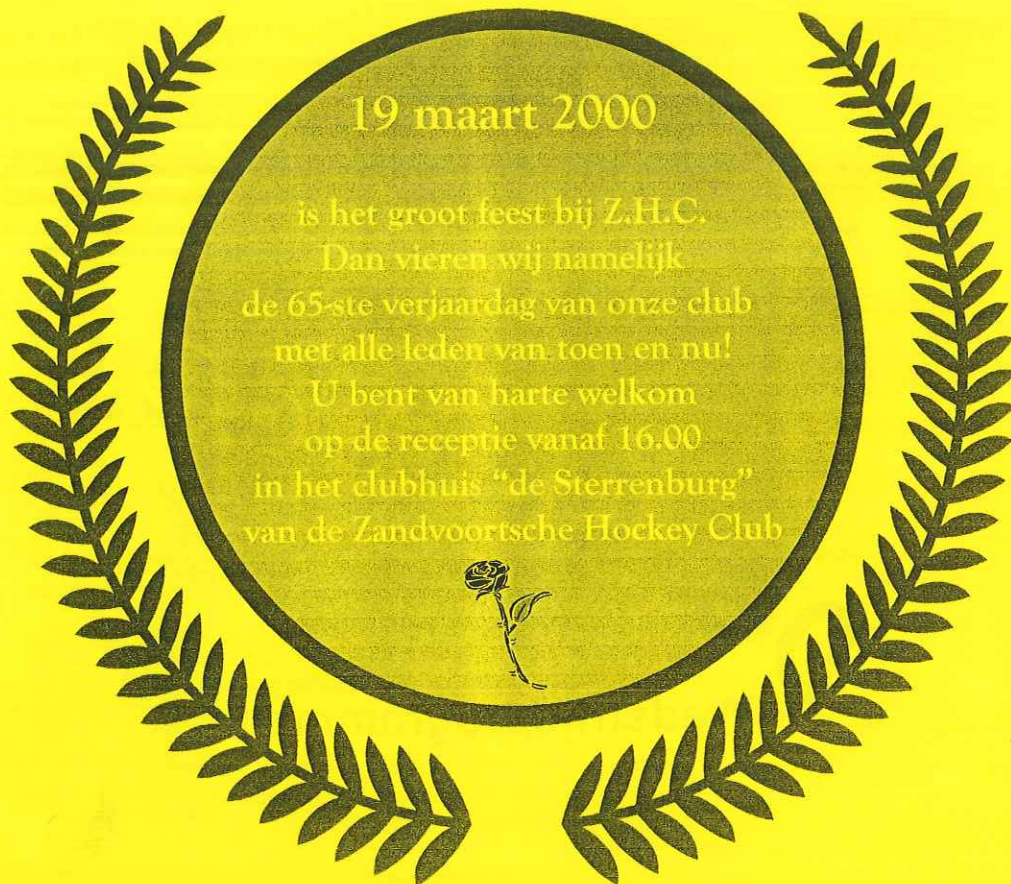 19 maart 2000
is het groot feest bij Z.H.C.
Dan vieren wij namelijk
de 65-ste verjaardag van onze club
met alle leden van toen en nu!
U bent van harte welkom
op de receptie vanaf 16.00
in het clubhuis “de Sterrenburg”
van de Zandvoortsche Hockey Club